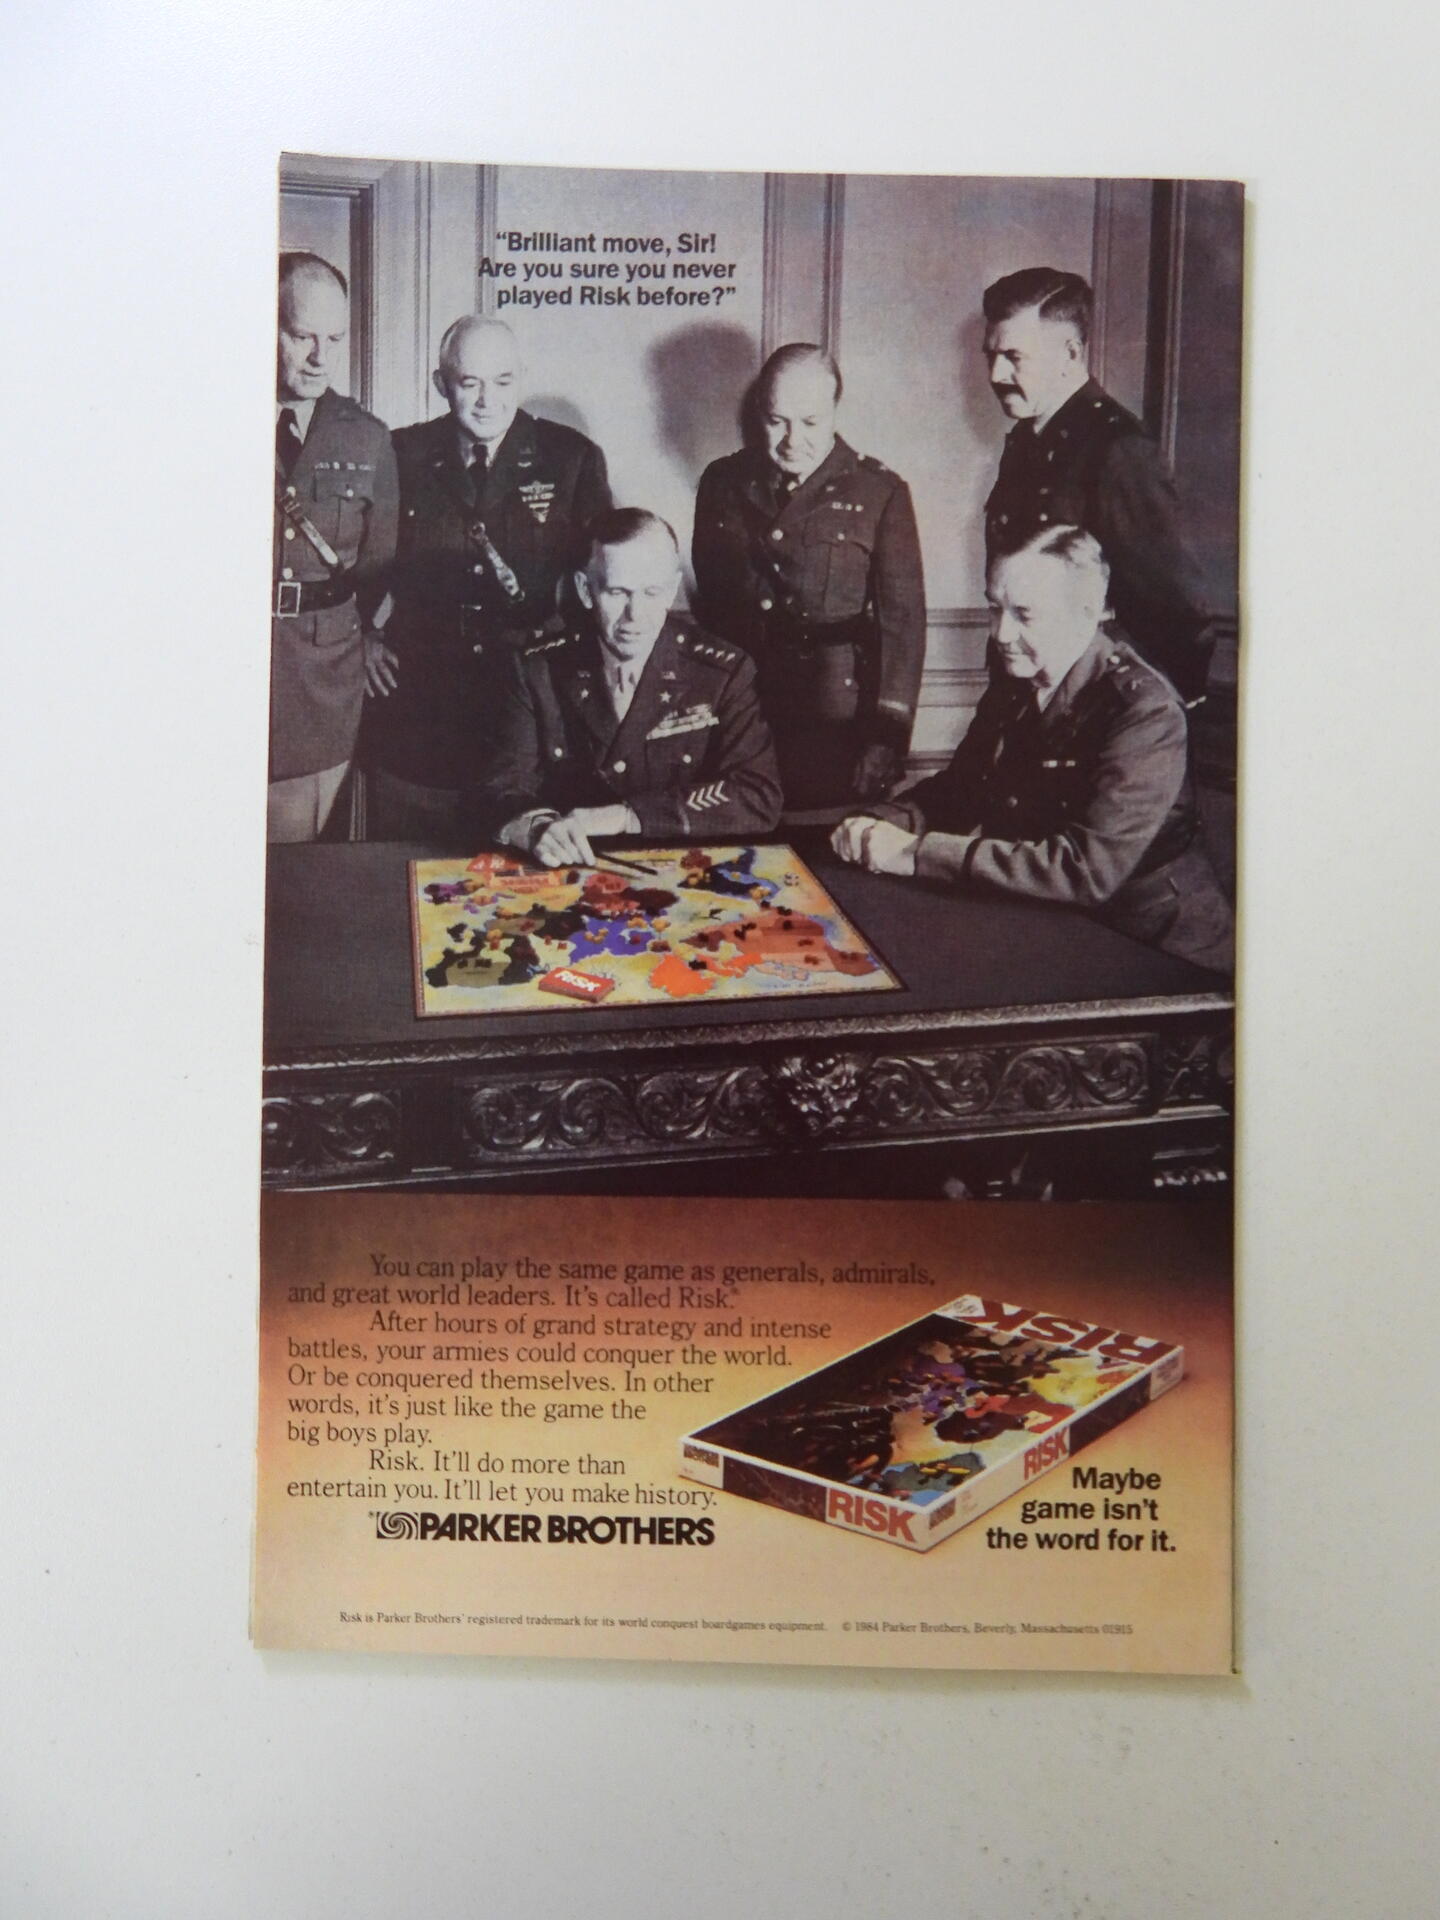 “Brilliant move, Sir!
Are you sure you never
played Risk before?”
RISK
You can play the same game as generals, admirals,
and great world leaders. It's called Risk.®
After hours of grand strategy and intense
battles, your armies could conquer the world.
Or be conquered themselves. In other
words, it's just like the game the
big boys play.
Risk. It'll do more than
entertain you. It'll let you make history.
PARKER BROTHERS
RISK
RISK
RISK
Maybe
game isn't
the word for it.
Risk is Parker Brothers' registered trademark for its world conquest boardgames equipment. © 1984 Parker Brothers, Beverly, Massachusetts 01915